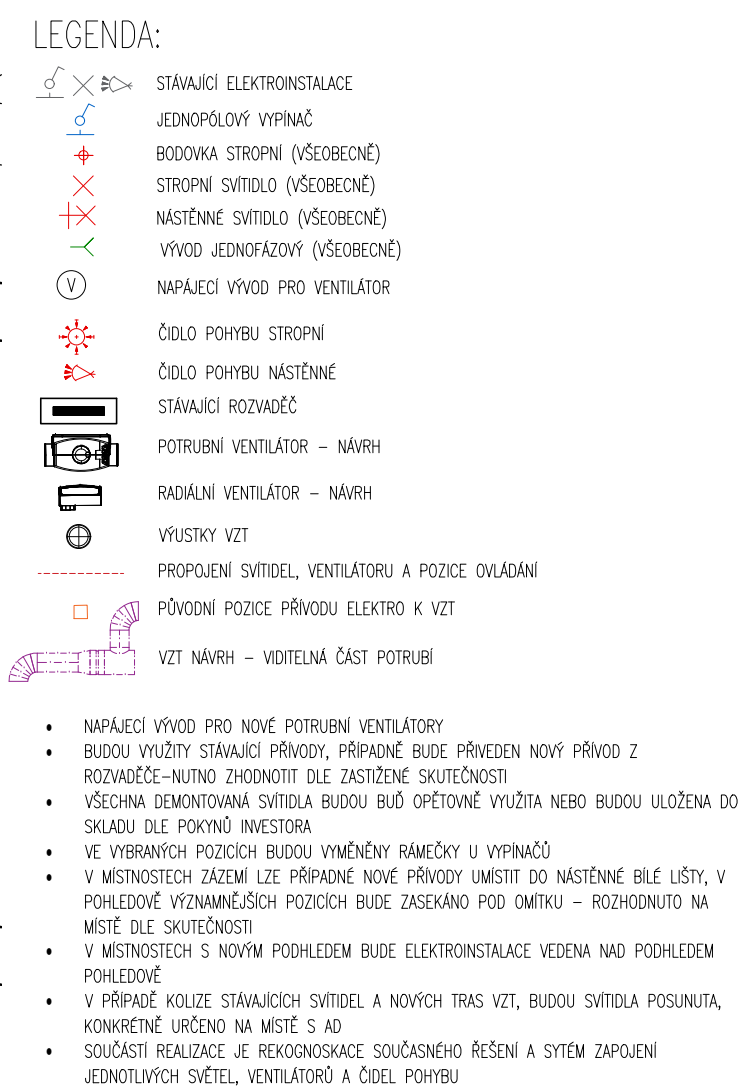 LEGENDA:
STÁVAJÍCÍ ELEKTROINSTALACE
JEDNOPÓLOVÝ VYPÍNAČ
BODOVKA STROPNÍ (VŠEOBECNĚ)
STROPNÍ SVÍTIDLO (VŠEOBECNĚ)
NÁSTĚNNÉ SVÍTIDLO (VŠEOBECNĚ)
VÝVOD JEDNOFÁZOVÝ (VŠEOBECNĚ)
V NAPÁJECÍ VÝVOD PRO VENTILÁTOR
ČIDLO POHYBU STROPNÍ
ČIDLO POHYBU NÁSTĚNNÉ
STÁVAJÍCÍ ROZVADĚČ
POTRUBNÍ VENTILÁTOR – NÁVRH
RADIÁLNÍ VENTILÁTOR – NÁVRH
VÝUSTKY VZT
PROPOJENÍ SVÍTIDEL, VENTILÁTORU A POZICE OVLÁDÁNÍ
PŮVODNÍ POZICE PŘÍVODU ELEKTRO K VZT
VZT NÁVRH – VIDITELNÁ ČÁST POTRUBÍ
• NAPÁJECÍ VÝVOD PRO NOVÉ POTRUBNÍ VENTILÁTORY
• BUDOU VYUŽITY STÁVAJÍCÍ PŘÍVODY, PŘÍPADNĚ BUDE PŘIVEDEN NOVÝ PŘÍVOD Z
ROZVADĚČE–NUTNO ZHODNOTIT DLE ZASTIŽENÉ SKUTEČNOSTI
• VŠECHNA DEMONTOVANÁ SVÍTIDLA BUDOU BUĎ OPĚTOVNĚ VYUŽITA NEBO BUDOU ULOŽENA DO
SKLADU DLE POKYNŮ INVESTORA
• VE VYBRANÝCH POZICÍCH BUDOU VYMĚNĚNY RÁMEČKY U VYPÍNAČŮ
• V MÍSTNOSTECH ZÁZEMÍ LZE PŘÍPADNÉ NOVÉ PŘÍVODY UMÍSTIT DO NÁSTĚNNÉ BÍLÉ LIŠTY, V
POHLEDOVĚ VÝZNAMNĚJŠÍCH POZICÍCH BUDE ZASEKÁNO POD OMÍTKU – ROZHODNUTO NA
MÍSTĚ DLE SKUTEČNOSTI
• V MÍSTNOSTECH S NOVÝM PODHLEDEM BUDE ELEKTROINSTALACE VEDENA NAD PODHLEDEM
POHLEDOVĚ
• V PŘÍPADĚ KOLIZE STÁVAJÍCÍCH SVÍTIDEL A NOVÝCH TRAS VZT, BUDOU SVÍTIDLA POSUNUTA,
KONKRÉTNĚ URČENO NA MÍSTĚ S AD
• SOUČÁSTÍ REALIZACE JE REKOGNOSKACE SOUČASNÉHO ŘEŠENÍ A SYTÉM ZAPOJENÍ
JEDNOTLIVÝCH SVĚTEL, VENTILÁTORŮ A ČIDEL POHYBU